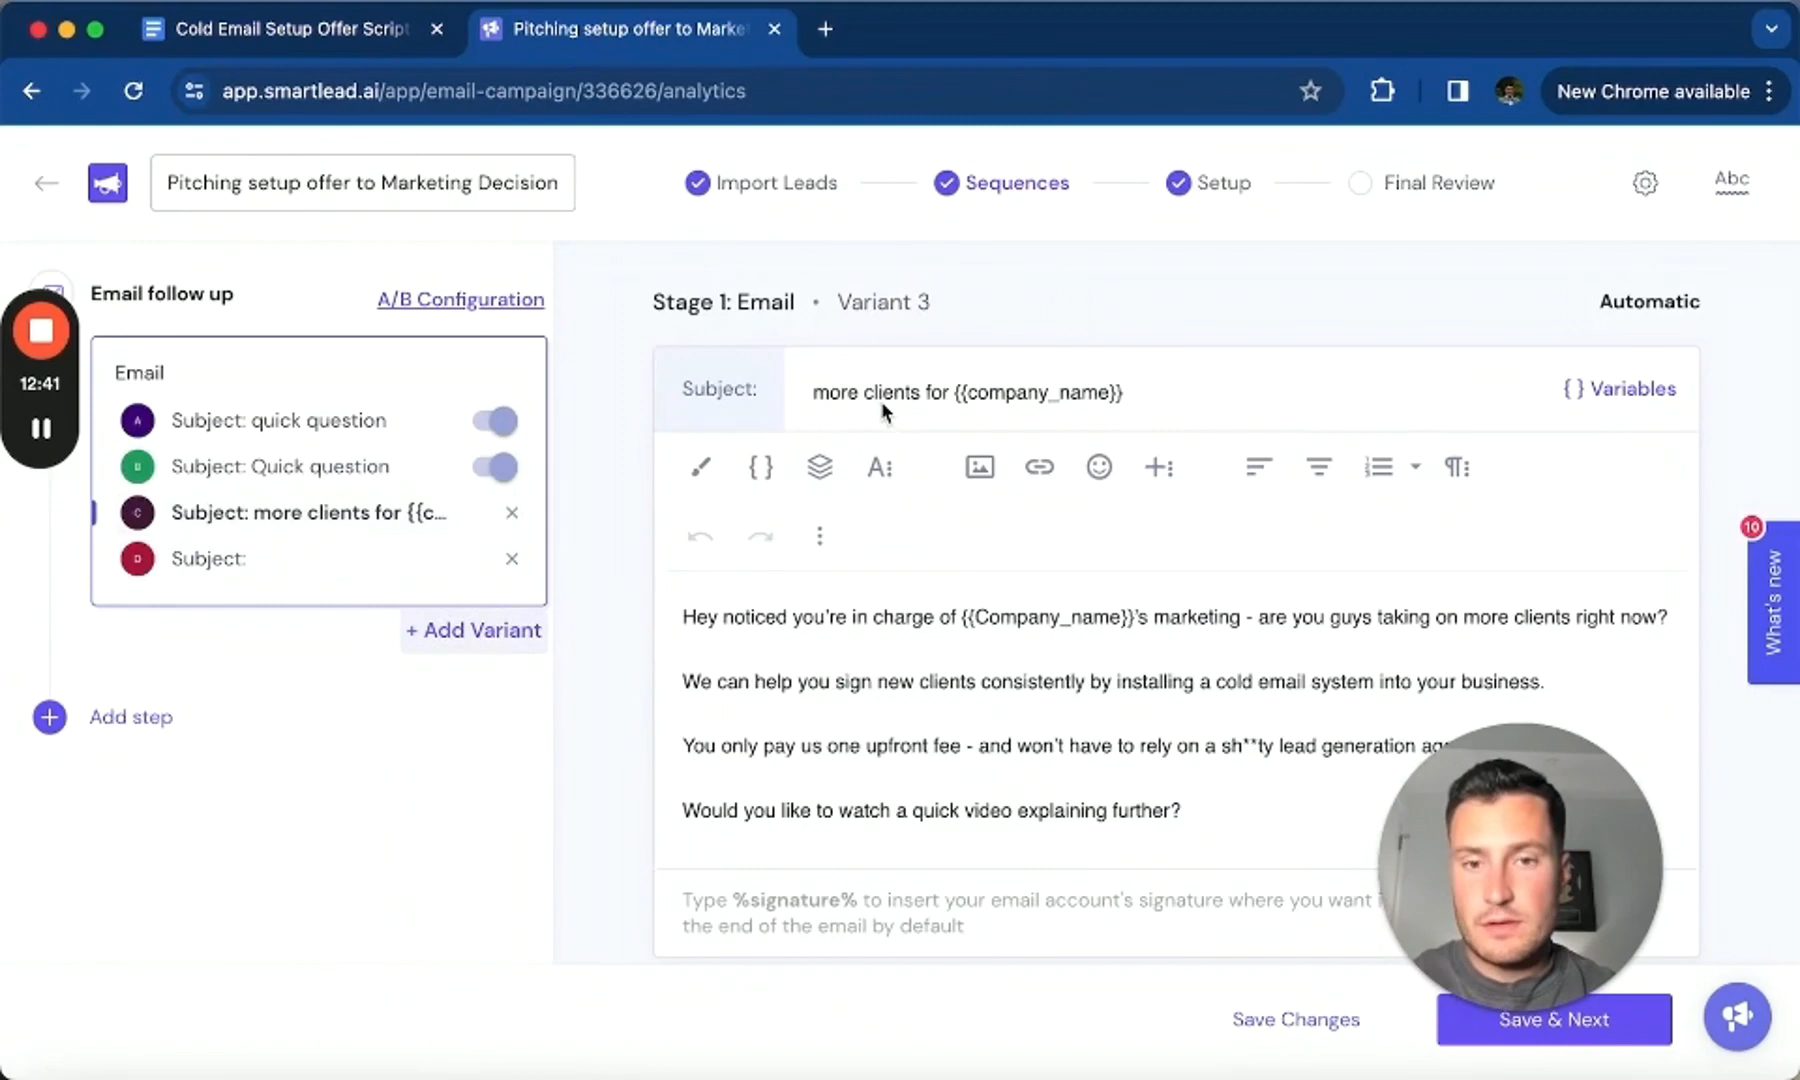 Cold Email Setup Offer Script
Pitching setup offer to Marke
app.smartlead.ai/app/email-campaign/336626/analytics
New Chrome available
Pitching setup offer to Marketing Decision
Import Leads
Sequences
Setup
Final Review
Abc
Email follow up
A/B Configuration
Stage 1: Email • Variant 3
Automatic
12:41
Email
A Subject: quick question
B Subject: Quick question
C Subject: more clients for {{c...
D Subject:
+ Add Variant
Add step
Subject: more clients for {{company_name}}
{ } Variables
Hey noticed you're in charge of {{Company_name}}'s marketing - are you guys taking on more clients right now?
We can help you sign new clients consistently by installing a cold email system into your business.
You only pay us one upfront fee - and won't have to rely on a sh**ty lead generation
Would you like to watch a quick video explaining further?
Type %signature% to insert your email account's signature where you want
the end of the email by default
10
What's new
Save Changes
Save & Next